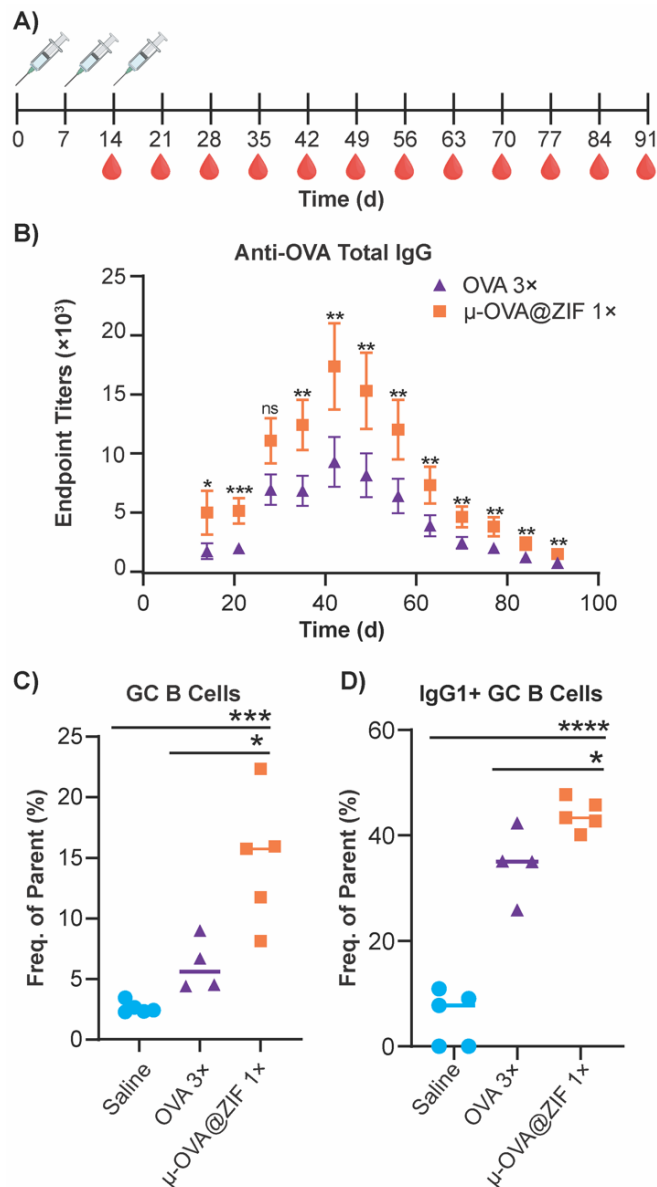 A)
0 7 14 21 28 35 42 49 56 63 70 77 84 91
Time (d)
B)
Anti-OVA Total IgG
OVA 3×
μ-OVA@ZIF 1×
Endpoint Titers (×10³)
25
20
15
10
5
0
* *** ns ** ** ** ** ** ** ** ** **
0 20 40 60 80 100
Time (d)
C)
GC B Cells
***
*
Freq. of Parent (%)
25
20
15
10
5
0
Saline
OVA 3×
μ-OVA@ZIF 1×
D)
IgG1+ GC B Cells
****
*
Freq. of Parent (%)
60
40
20
0
Saline
OVA 3×
μ-OVA@ZIF 1×